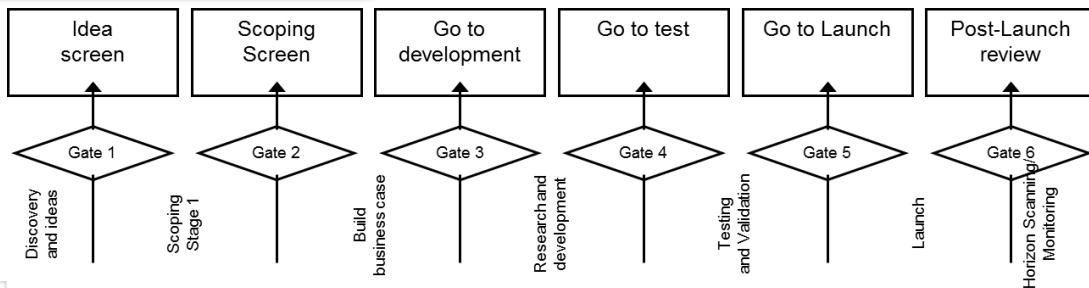 Idea
screen
Scoping
Screen
Go to
development
Go to test
Go to Launch
Post-Launch
review
Gate 1
Gate 2
Gate 3
Gate 4
Gate 5
Gate 6
Discovery
and ideas
Scoping
Stage 1
Build
business case
Research and
development
Testing
and Validation
Launch
Horizon Scanning/
Monitoring